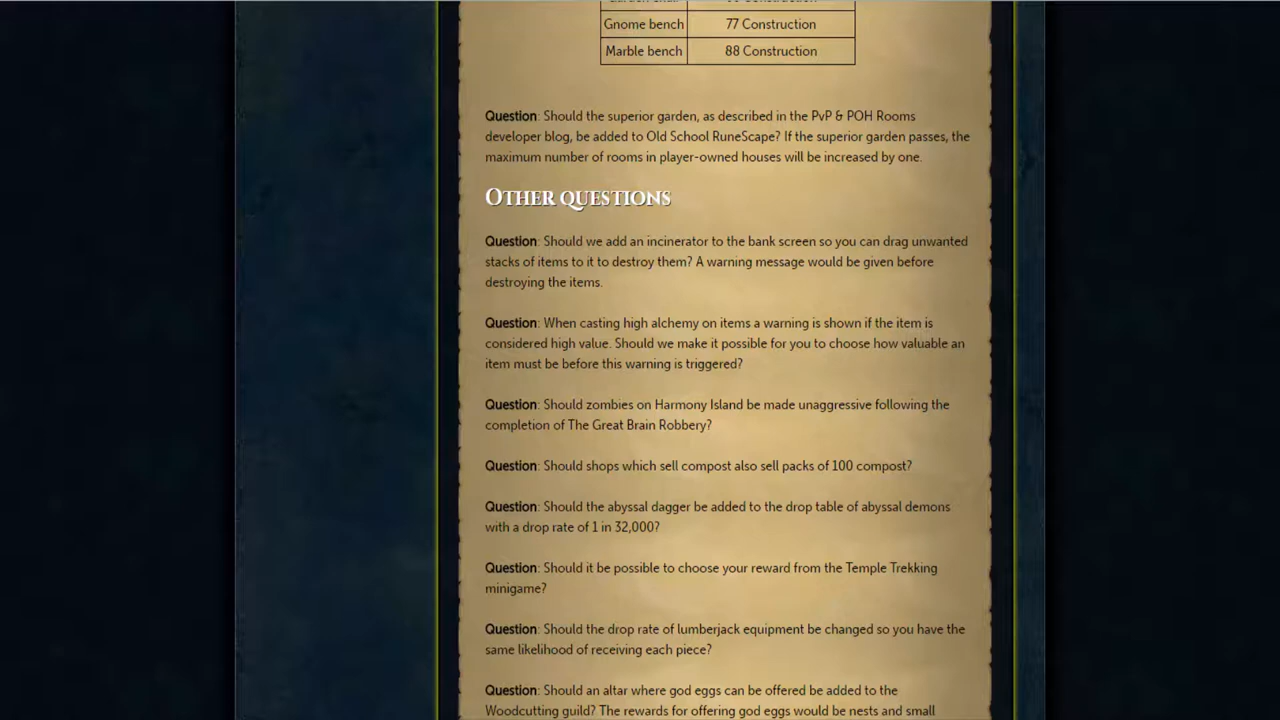 Gnome bench 77 Construction
Marble bench 88 Construction
Question: Should the superior garden, as described in the PvP & POH Rooms
developer blog, be added to Old School RuneScape? If the superior garden passes, the
maximum number of rooms in player-owned houses will be increased by one.
OTHER QUESTIONS
Question: Should we add an incinerator to the bank screen so you can drag unwanted
stacks of items to it to destroy them? A warning message would be given before
destroying the items.
Question: When casting high alchemy on items a warning is shown if the item is
considered high value. Should we make it possible for you to choose how valuable an
item must be before this warning is triggered?
Question: Should zombies on Harmony Island be made unaggressive following the
completion of The Great Brain Robbery?
Question: Should shops which sell compost also sell packs of 100 compost?
Question: Should the abyssal dagger be added to the drop table of abyssal demons
with a drop rate of 1 in 32,000?
Question: Should it be possible to choose your reward from the Temple Trekking
minigame?
Question: Should the drop rate of lumberjack equipment be changed so you have the
same likelihood of receiving each piece?
Question: Should an altar where god eggs can be offered be added to the
Woodcutting guild? The rewards for offering god eggs would be nests and small